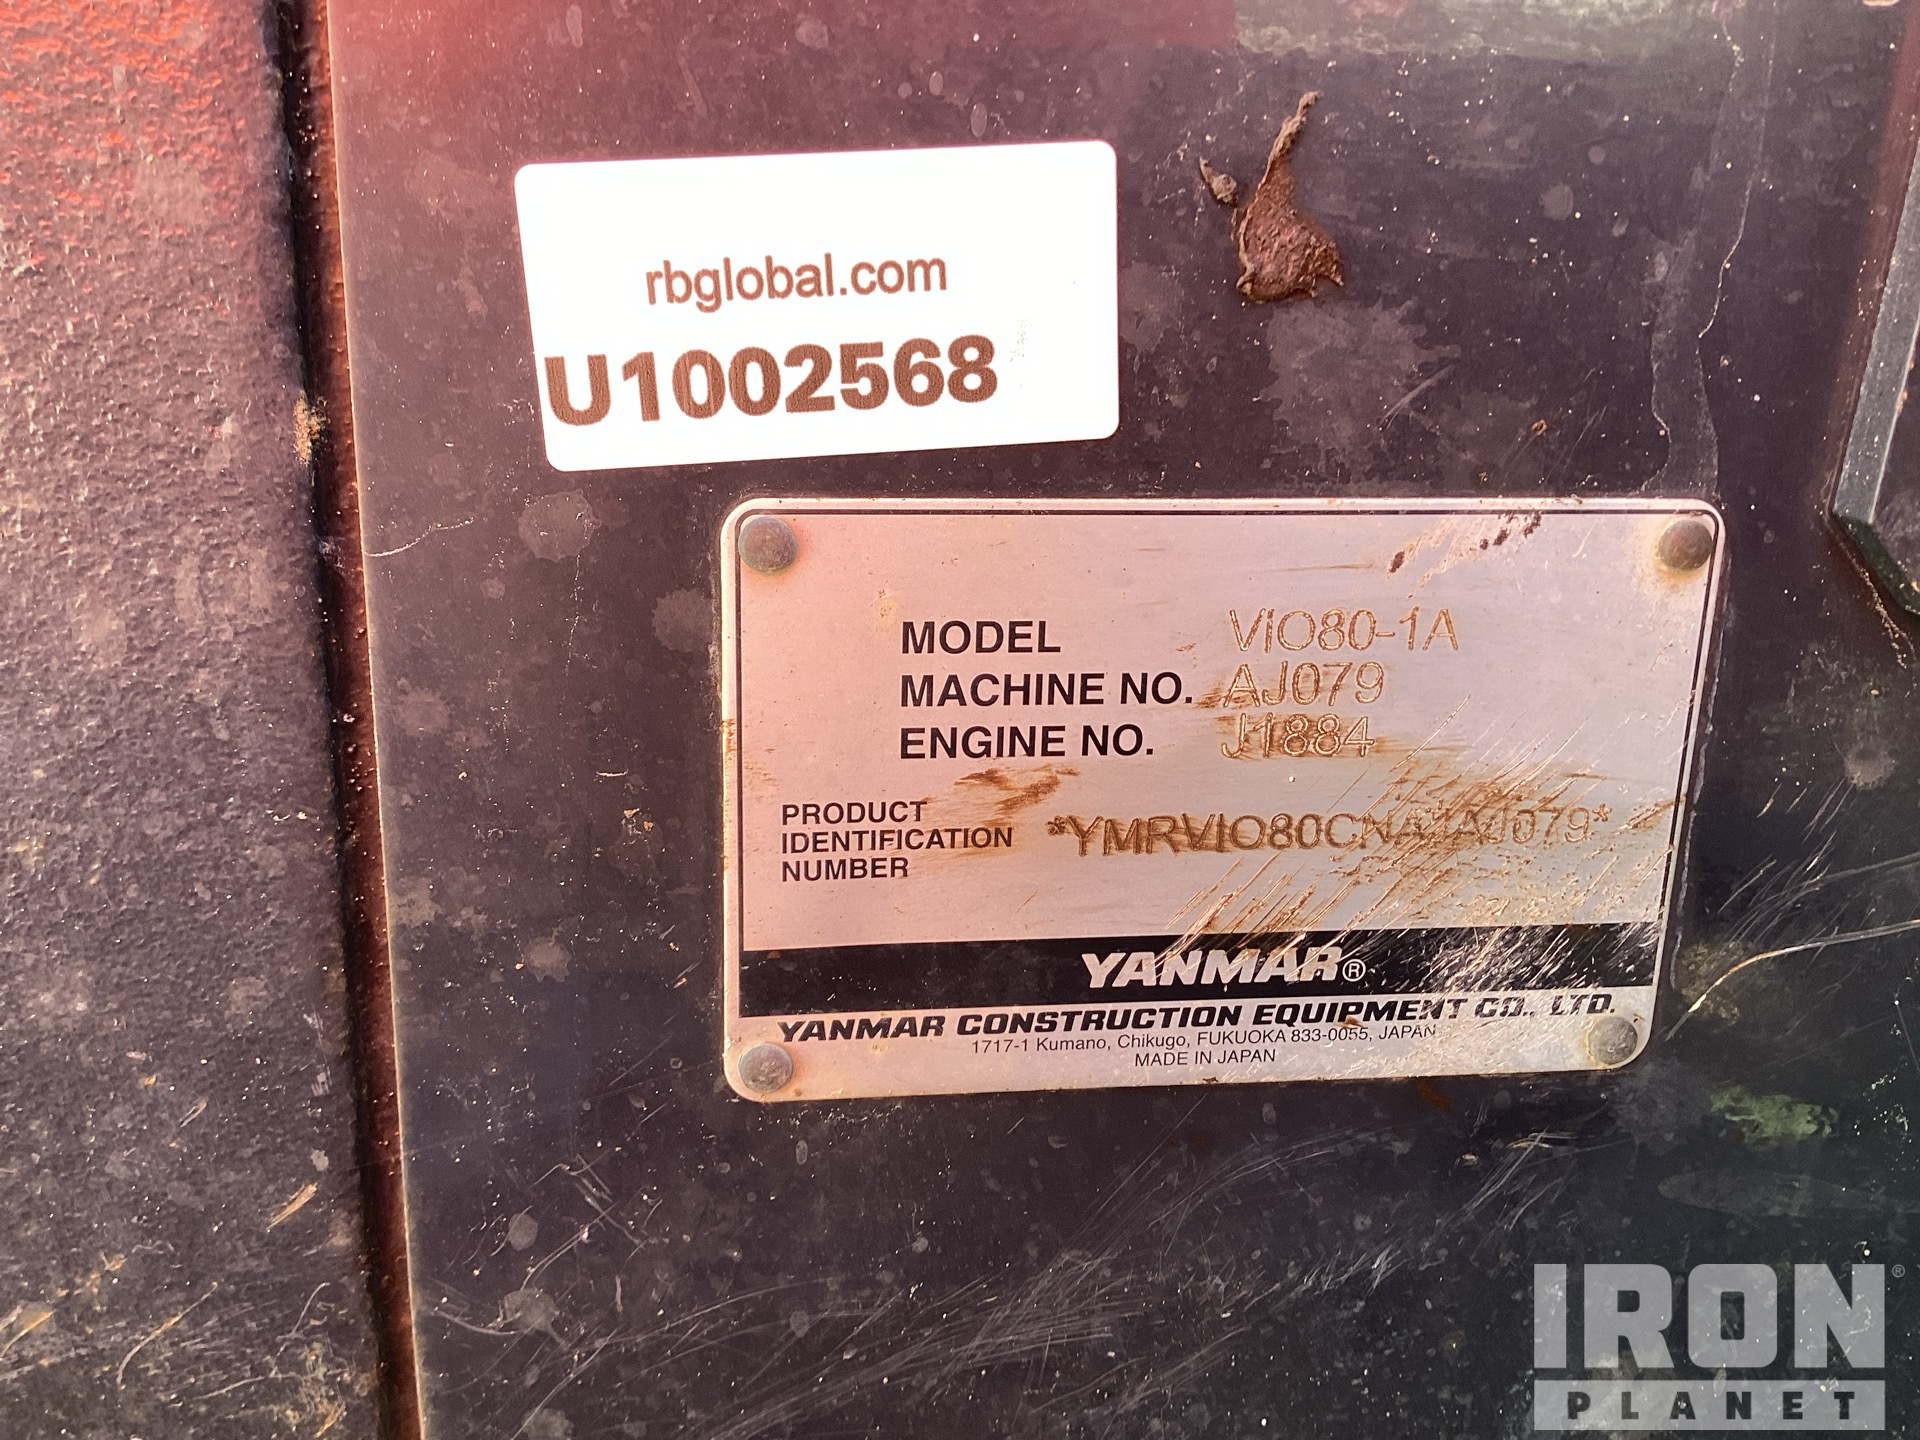 rbglobal.com
U1002568
MODEL VIO80-1A
MACHINE NO. AJ079
ENGINE NO. J1884
PRODUCT
IDENTIFICATION
NUMBER
*YMRVIO80CNA1AJ079*
YANMAR®
YANMAR CONSTRUCTION EQUIPMENT CO., LTD.
1717-1 Kumano, Chikugo, FUKUOKA 833-0055, JAPAN
MADE IN JAPAN
IRON ®
PLANET